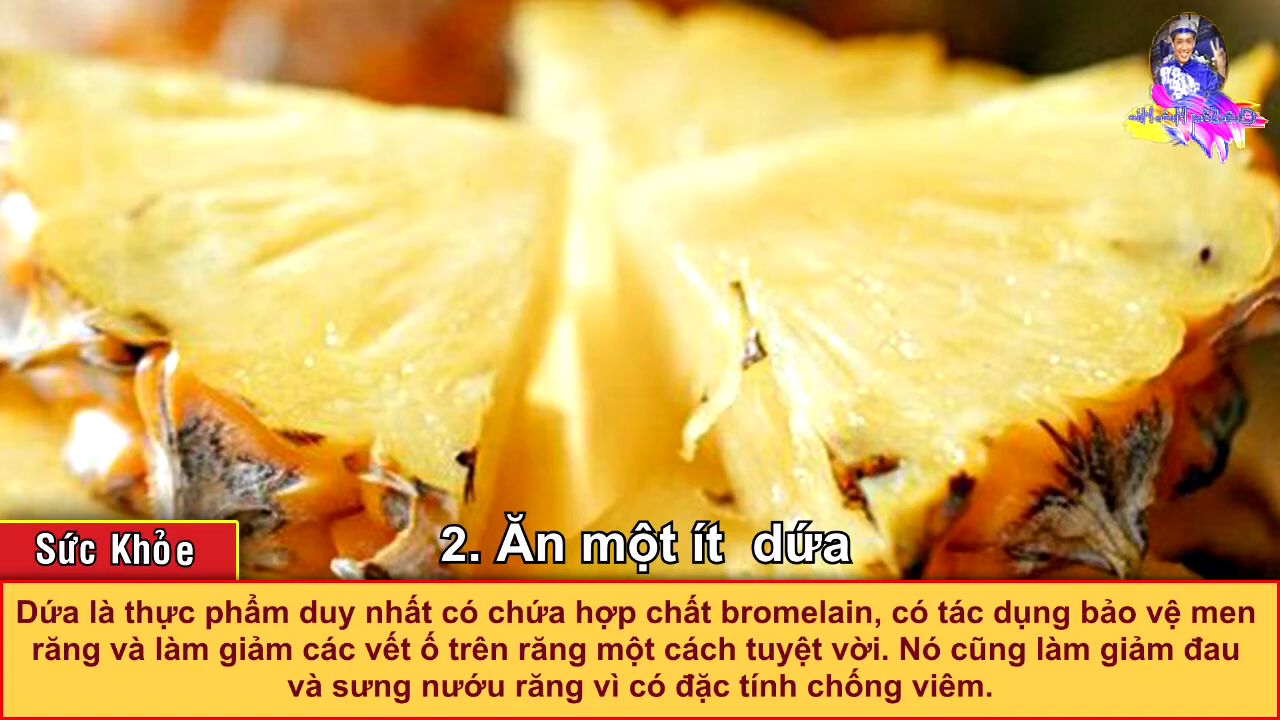 Sức Khỏe
2. Ăn một ít dứa
Dứa là thực phẩm duy nhất có chứa hợp chất bromelain, có tác dụng bảo vệ men
răng và làm giảm các vết ố trên răng một cách tuyệt vời. Nó cũng làm giảm đau
và sưng nướu răng vì có đặc tính chống viêm.